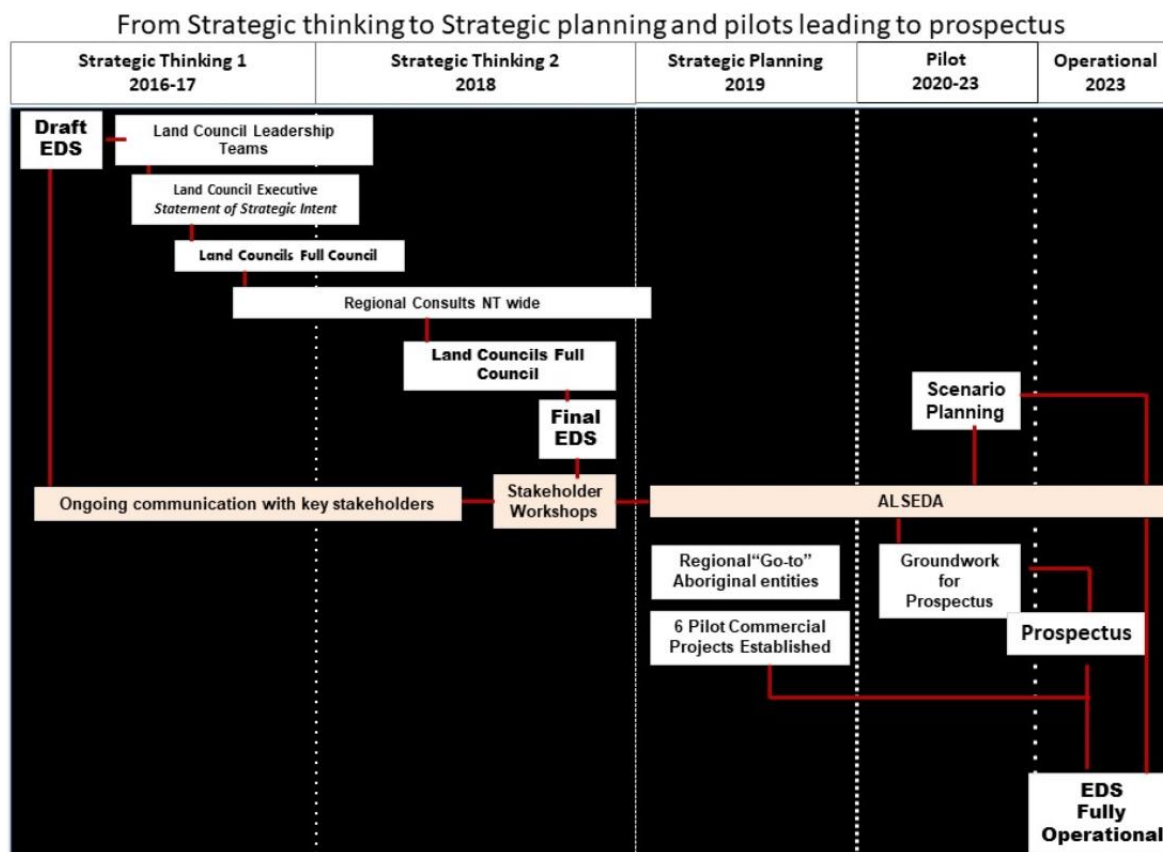 From Strategic thinking to Strategic planning and pilots leading to prospectus
Strategic Thinking 1
2016-17
Strategic Thinking 2
2018
Strategic Planning
2019
Pilot
2020-23
Operational
2023
Draft
EDS
Land Council Leadership
Teams
Land Council Executive
Statement of Strategic Intent
Land Councils Full Council
Regional Consults NT wide
Land Councils Full
Council
Final
EDS
Scenario
Planning
Ongoing communication with key stakeholders
Stakeholder
Workshops
ALSEDA
Regional“Go-to”
Aboriginal entities
Groundwork
for
Prospectus
6 Pilot Commercial
Projects Established
Prospectus
EDS
Fully
Operational